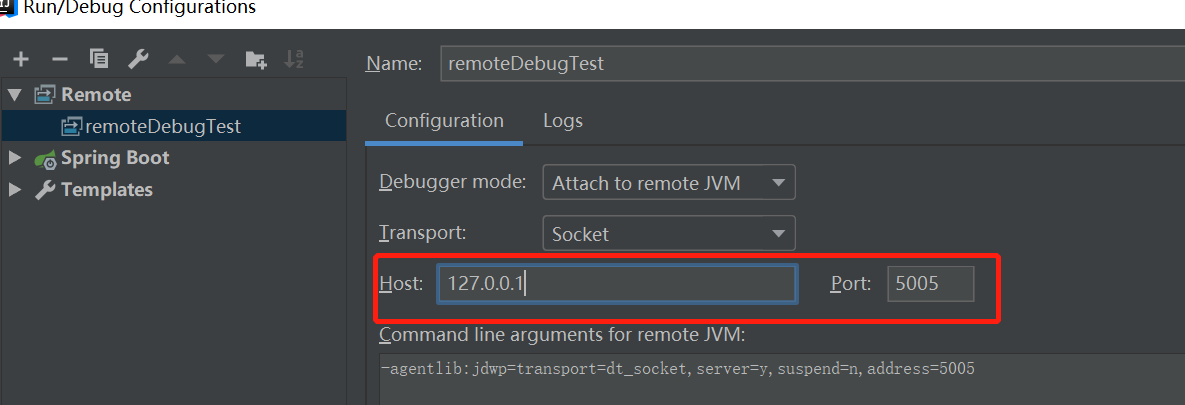 Run/Debug Configurations
Name: remoteDebugTest
Remote
remoteDebugTest
Spring Boot
Templates
Configuration Logs
Debugger mode: Attach to remote JVM
Transport: Socket
Host: 127.0.0.1 Port: 5005
Command line arguments for remote JVM:
-agentlib:jdwp=transport=dt_socket,server=y,suspend=n,address=5005